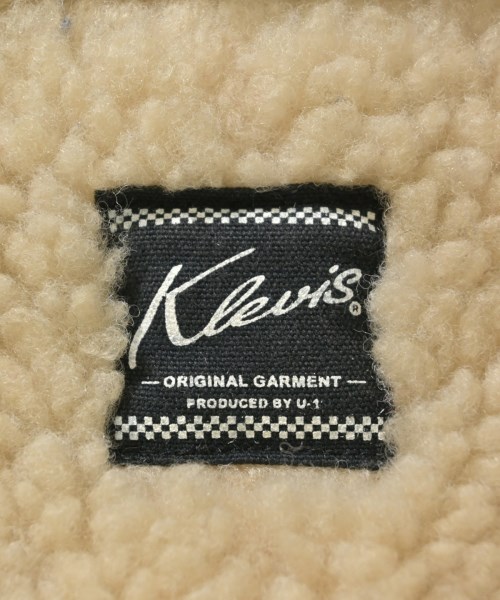 Klevis®
— ORIGINAL GARMENT —
PRODUCED BY U-1